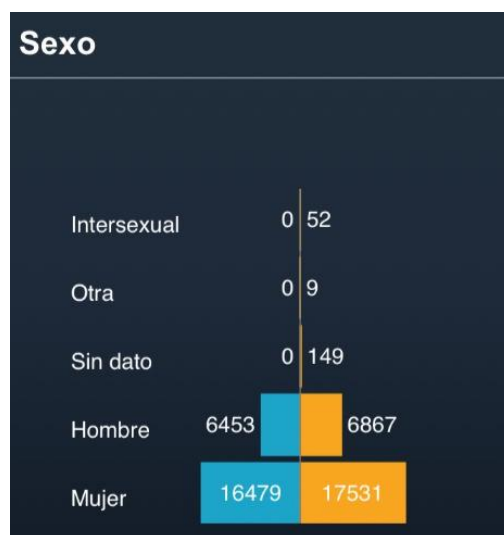 Sexo
Intersexual 0 52
Otra 0 9
Sin dato 0 149
Hombre 6453 6867
Mujer 16479 17531